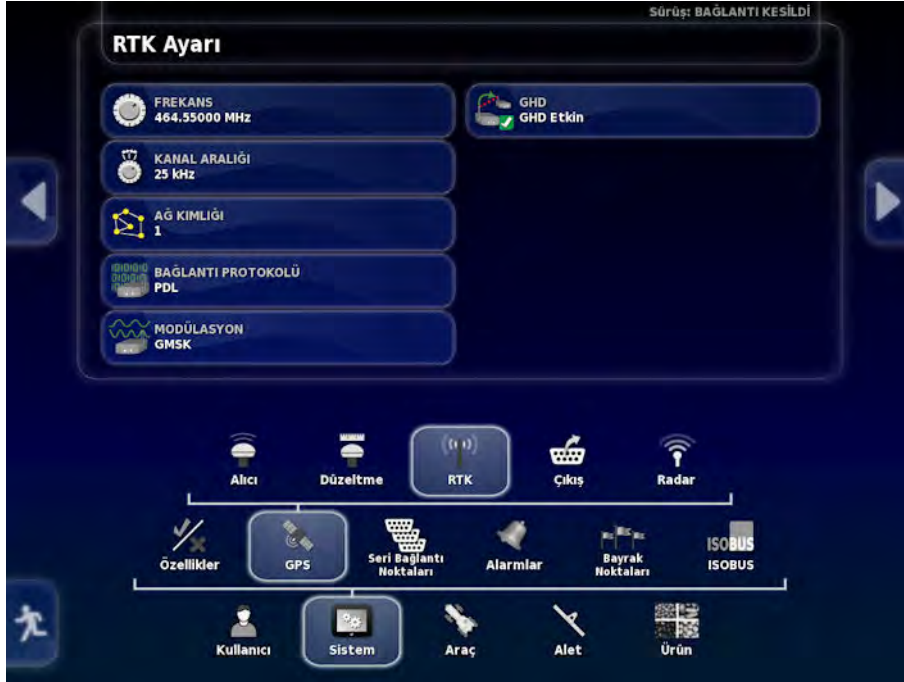 Sürüş: BAĞLANTI KESİLDİ
RTK Ayarı
FREKANS
464.55000 MHz
GHD
GHD Etkin
KANAL ARALIĞI
25 kHz
AĞ KIMLIĞI
1
BAĞLANTI PROTOKOLÜ
PDL
MODÜLASYON
GMSK
Alıcı
Düzeltme
RTK
Çıkış
Radar
Özellikler
GPS
Seri Bağlantı
Noktaları
Alarmlar
Bayrak
Noktaları
ISOBUS
ISOBUS
Kullanıcı
Sistem
Araç
Alet
Ürün